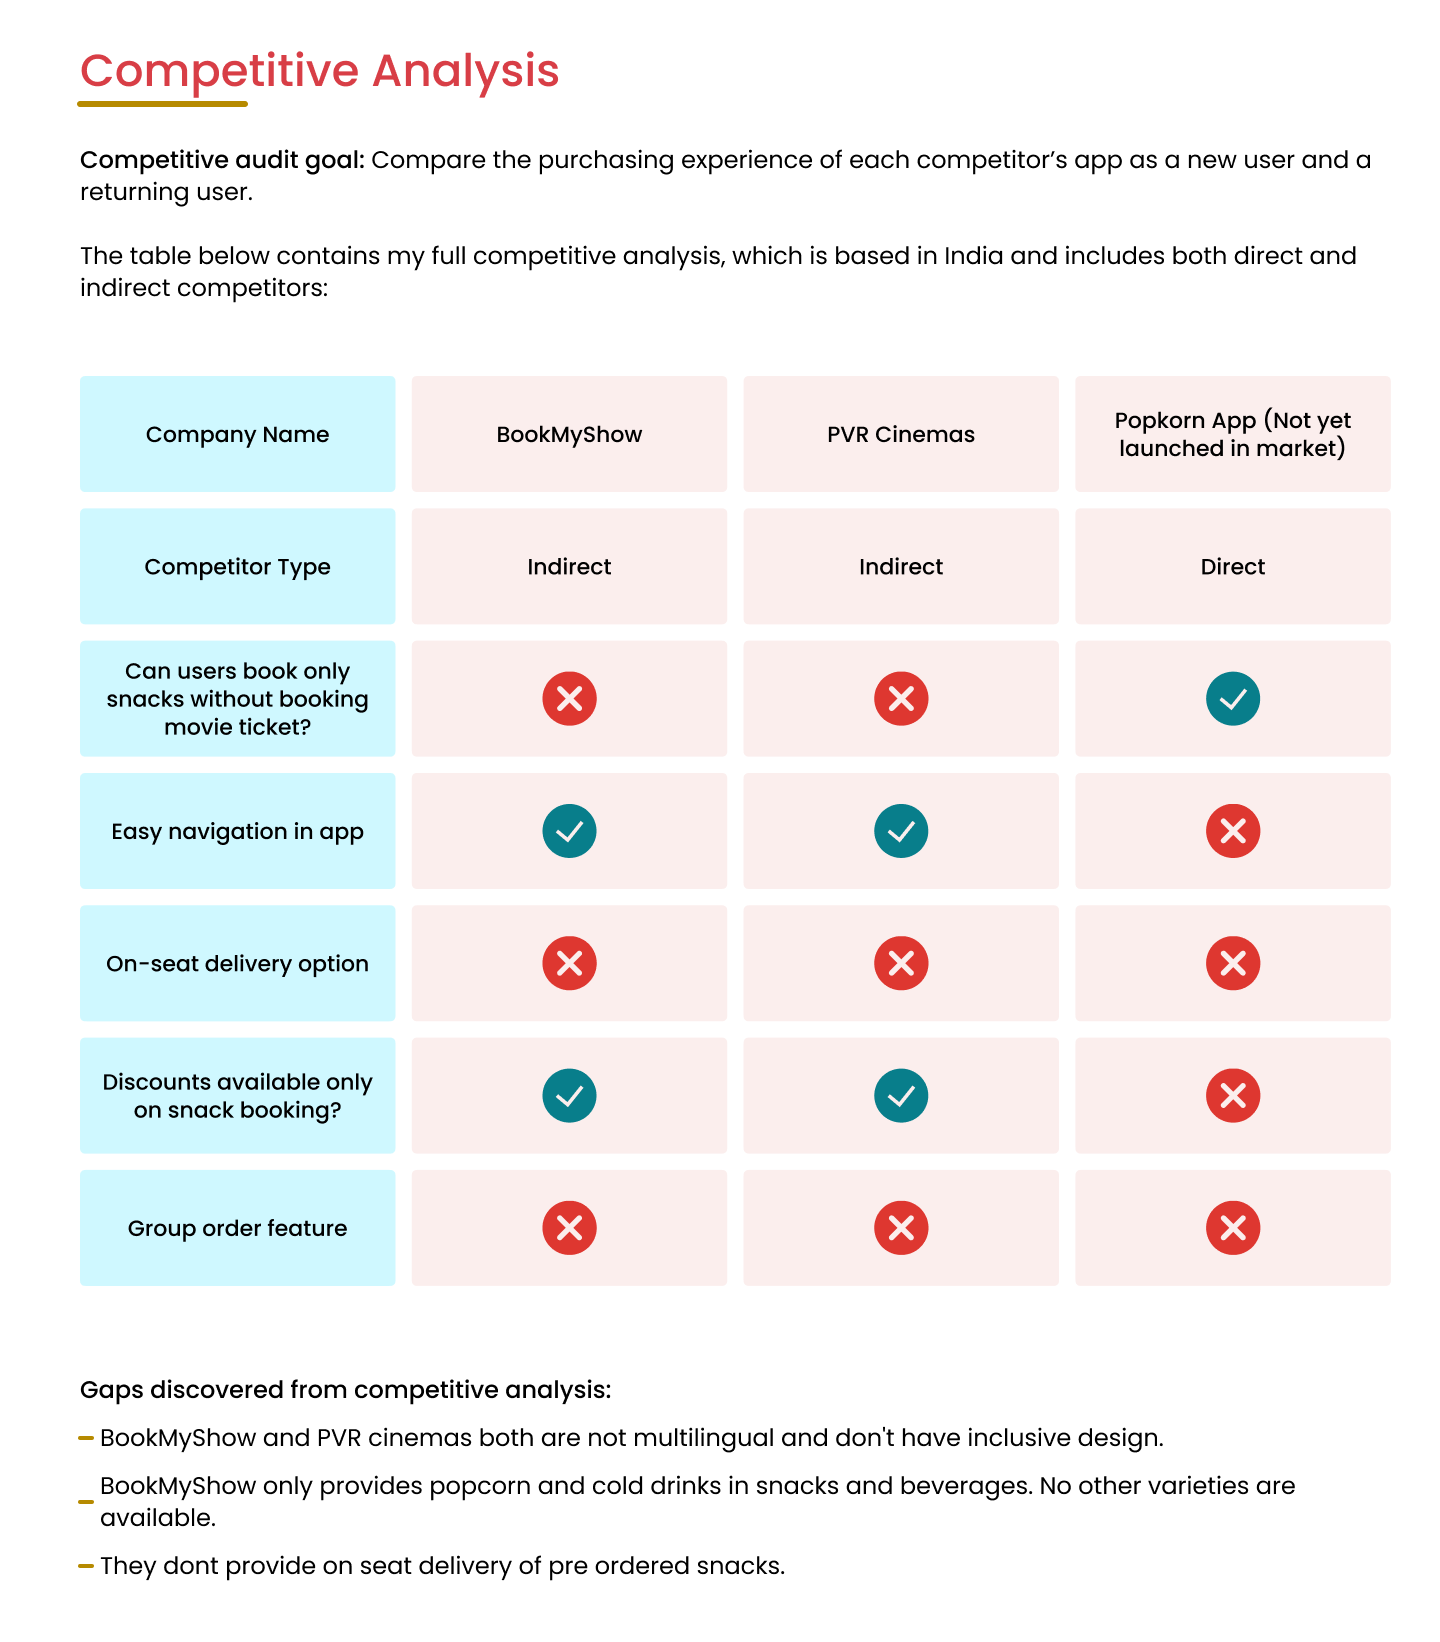 Competitive Analysis
Competitive audit goal: Compare the purchasing experience of each competitor’s app as a new user and a
returning user.
The table below contains my full competitive analysis, which is based in India and includes both direct and
indirect competitors:
Company Name
BookMyShow
PVR Cinemas
Popkorn App (Not yet
launched in market)
Competitor Type
Indirect
Indirect
Direct
Can users book only
snacks without booking
movie ticket?
Easy navigation in app
On-seat delivery option
Discounts available only
on snack booking?
Group order feature
Gaps discovered from competitive analysis:
BookMyShow and PVR cinemas both are not multilingual and don't have inclusive design.
BookMyShow only provides popcorn and cold drinks in snacks and beverages. No other varieties are
available.
They dont provide on seat delivery of pre ordered snacks.